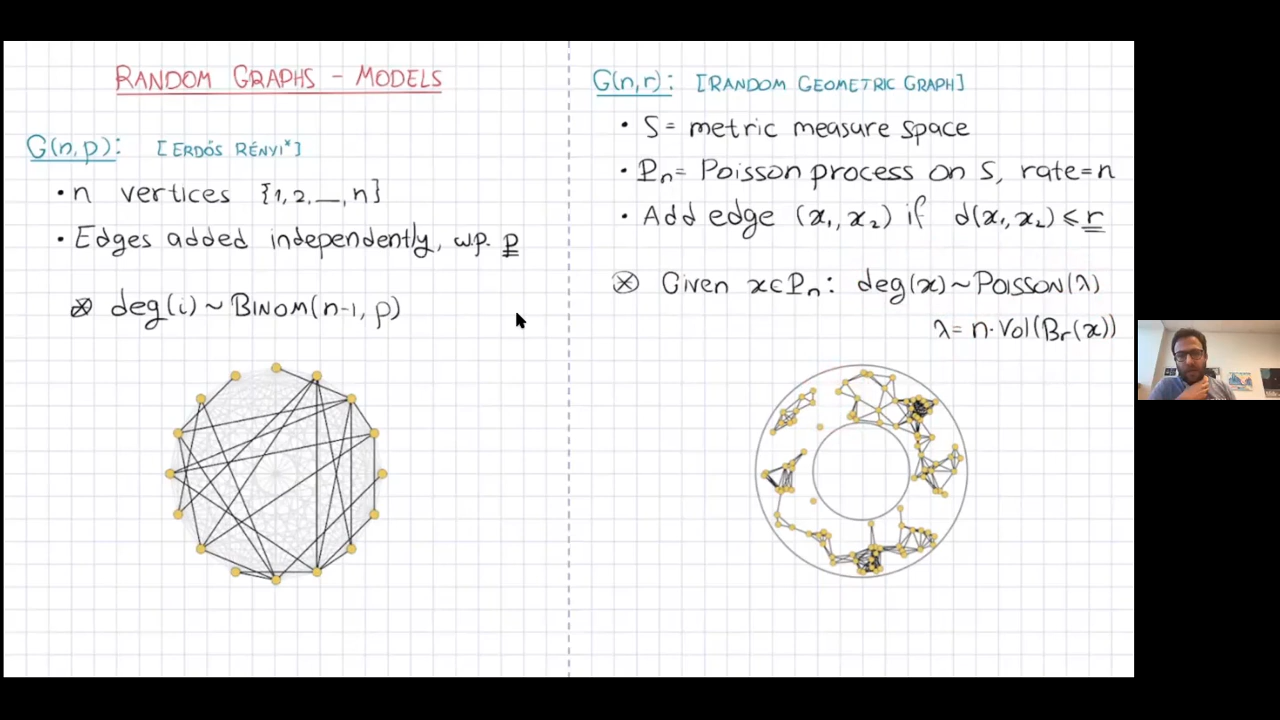 RANDOM GRAPHS - MODELS
G(n,p): [ERDŐS RÉNYI*]
• n vertices {1,2,...,n}
• Edges added independently, w.p. p
⊛ deg(i) ~ BINOM(n-1, p)
G(n,r): [RANDOM GEOMETRIC GRAPH]
• S = metric measure space
• Pn = Poisson process on S, rate = n
• Add edge (x₁, x₂) if d(x₁, x₂) ≤ r
⊛ Given x∈Pn: deg(x) ~ POISSON(λ)
λ = n·Vol(Br(x))